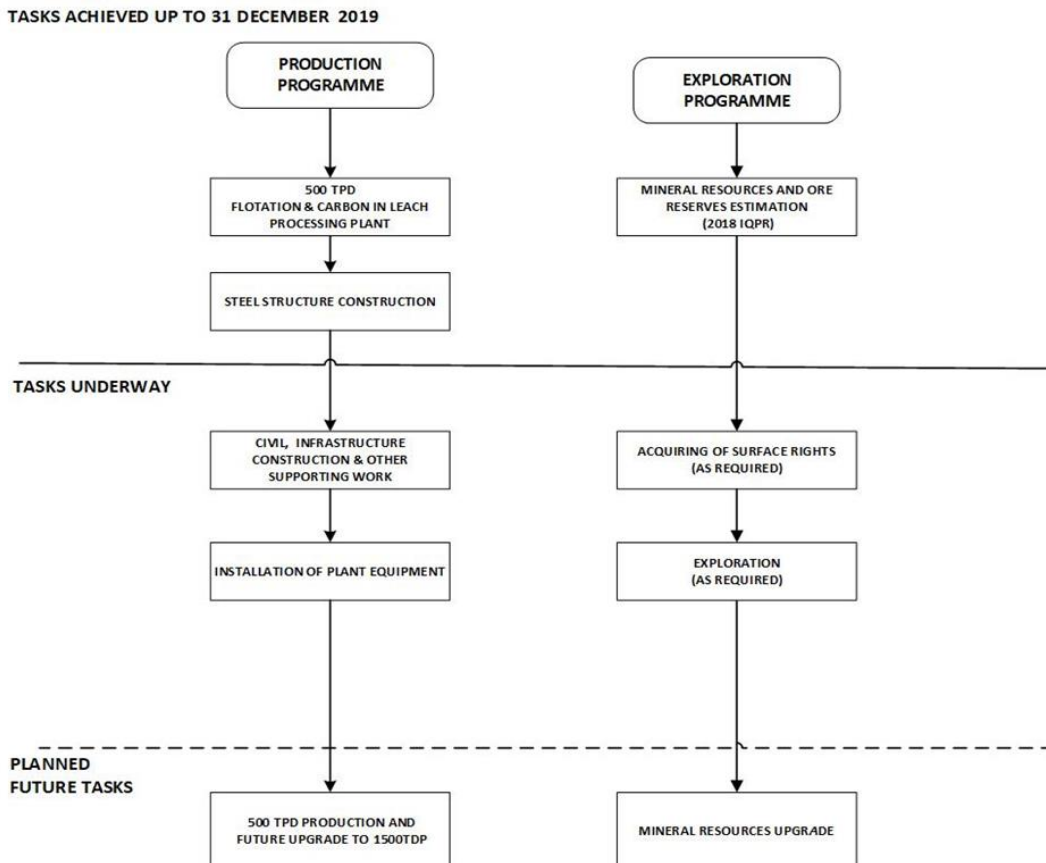 TASKS ACHIEVED UP TO 31 DECEMBER 2019
PRODUCTION
PROGRAMME
EXPLORATION
PROGRAMME
500 TPD
FLOTATION & CARBON IN LEACH
PROCESSING PLANT
MINERAL RESOURCES AND ORE
RESERVES ESTIMATION
(2018 IQPR)
STEEL STRUCTURE CONSTRUCTION
TASKS UNDERWAY
CIVIL, INFRASTRUCTURE
CONSTRUCTION & OTHER
SUPPORTING WORK
ACQUIRING OF SURFACE RIGHTS
(AS REQUIRED)
INSTALLATION OF PLANT EQUIPMENT
EXPLORATION
(AS REQUIRED)
PLANNED
FUTURE TASKS
500 TPD PRODUCTION AND
FUTURE UPGRADE TO 1500TDP
MINERAL RESOURCES UPGRADE